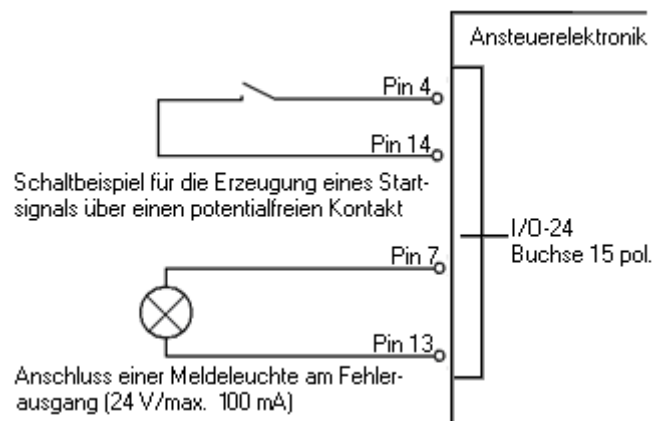 Ansteuerelektronik
Pin 4
Pin 14
Schaltbeispiel für die Erzeugung eines Start-
signals über einen potentialfreien Kontakt
I/O-24
Buchse 15 pol.
Pin 7
Pin 13
Anschluss einer Meldeleuchte am Fehler-
ausgang (24 V/max. 100 mA)